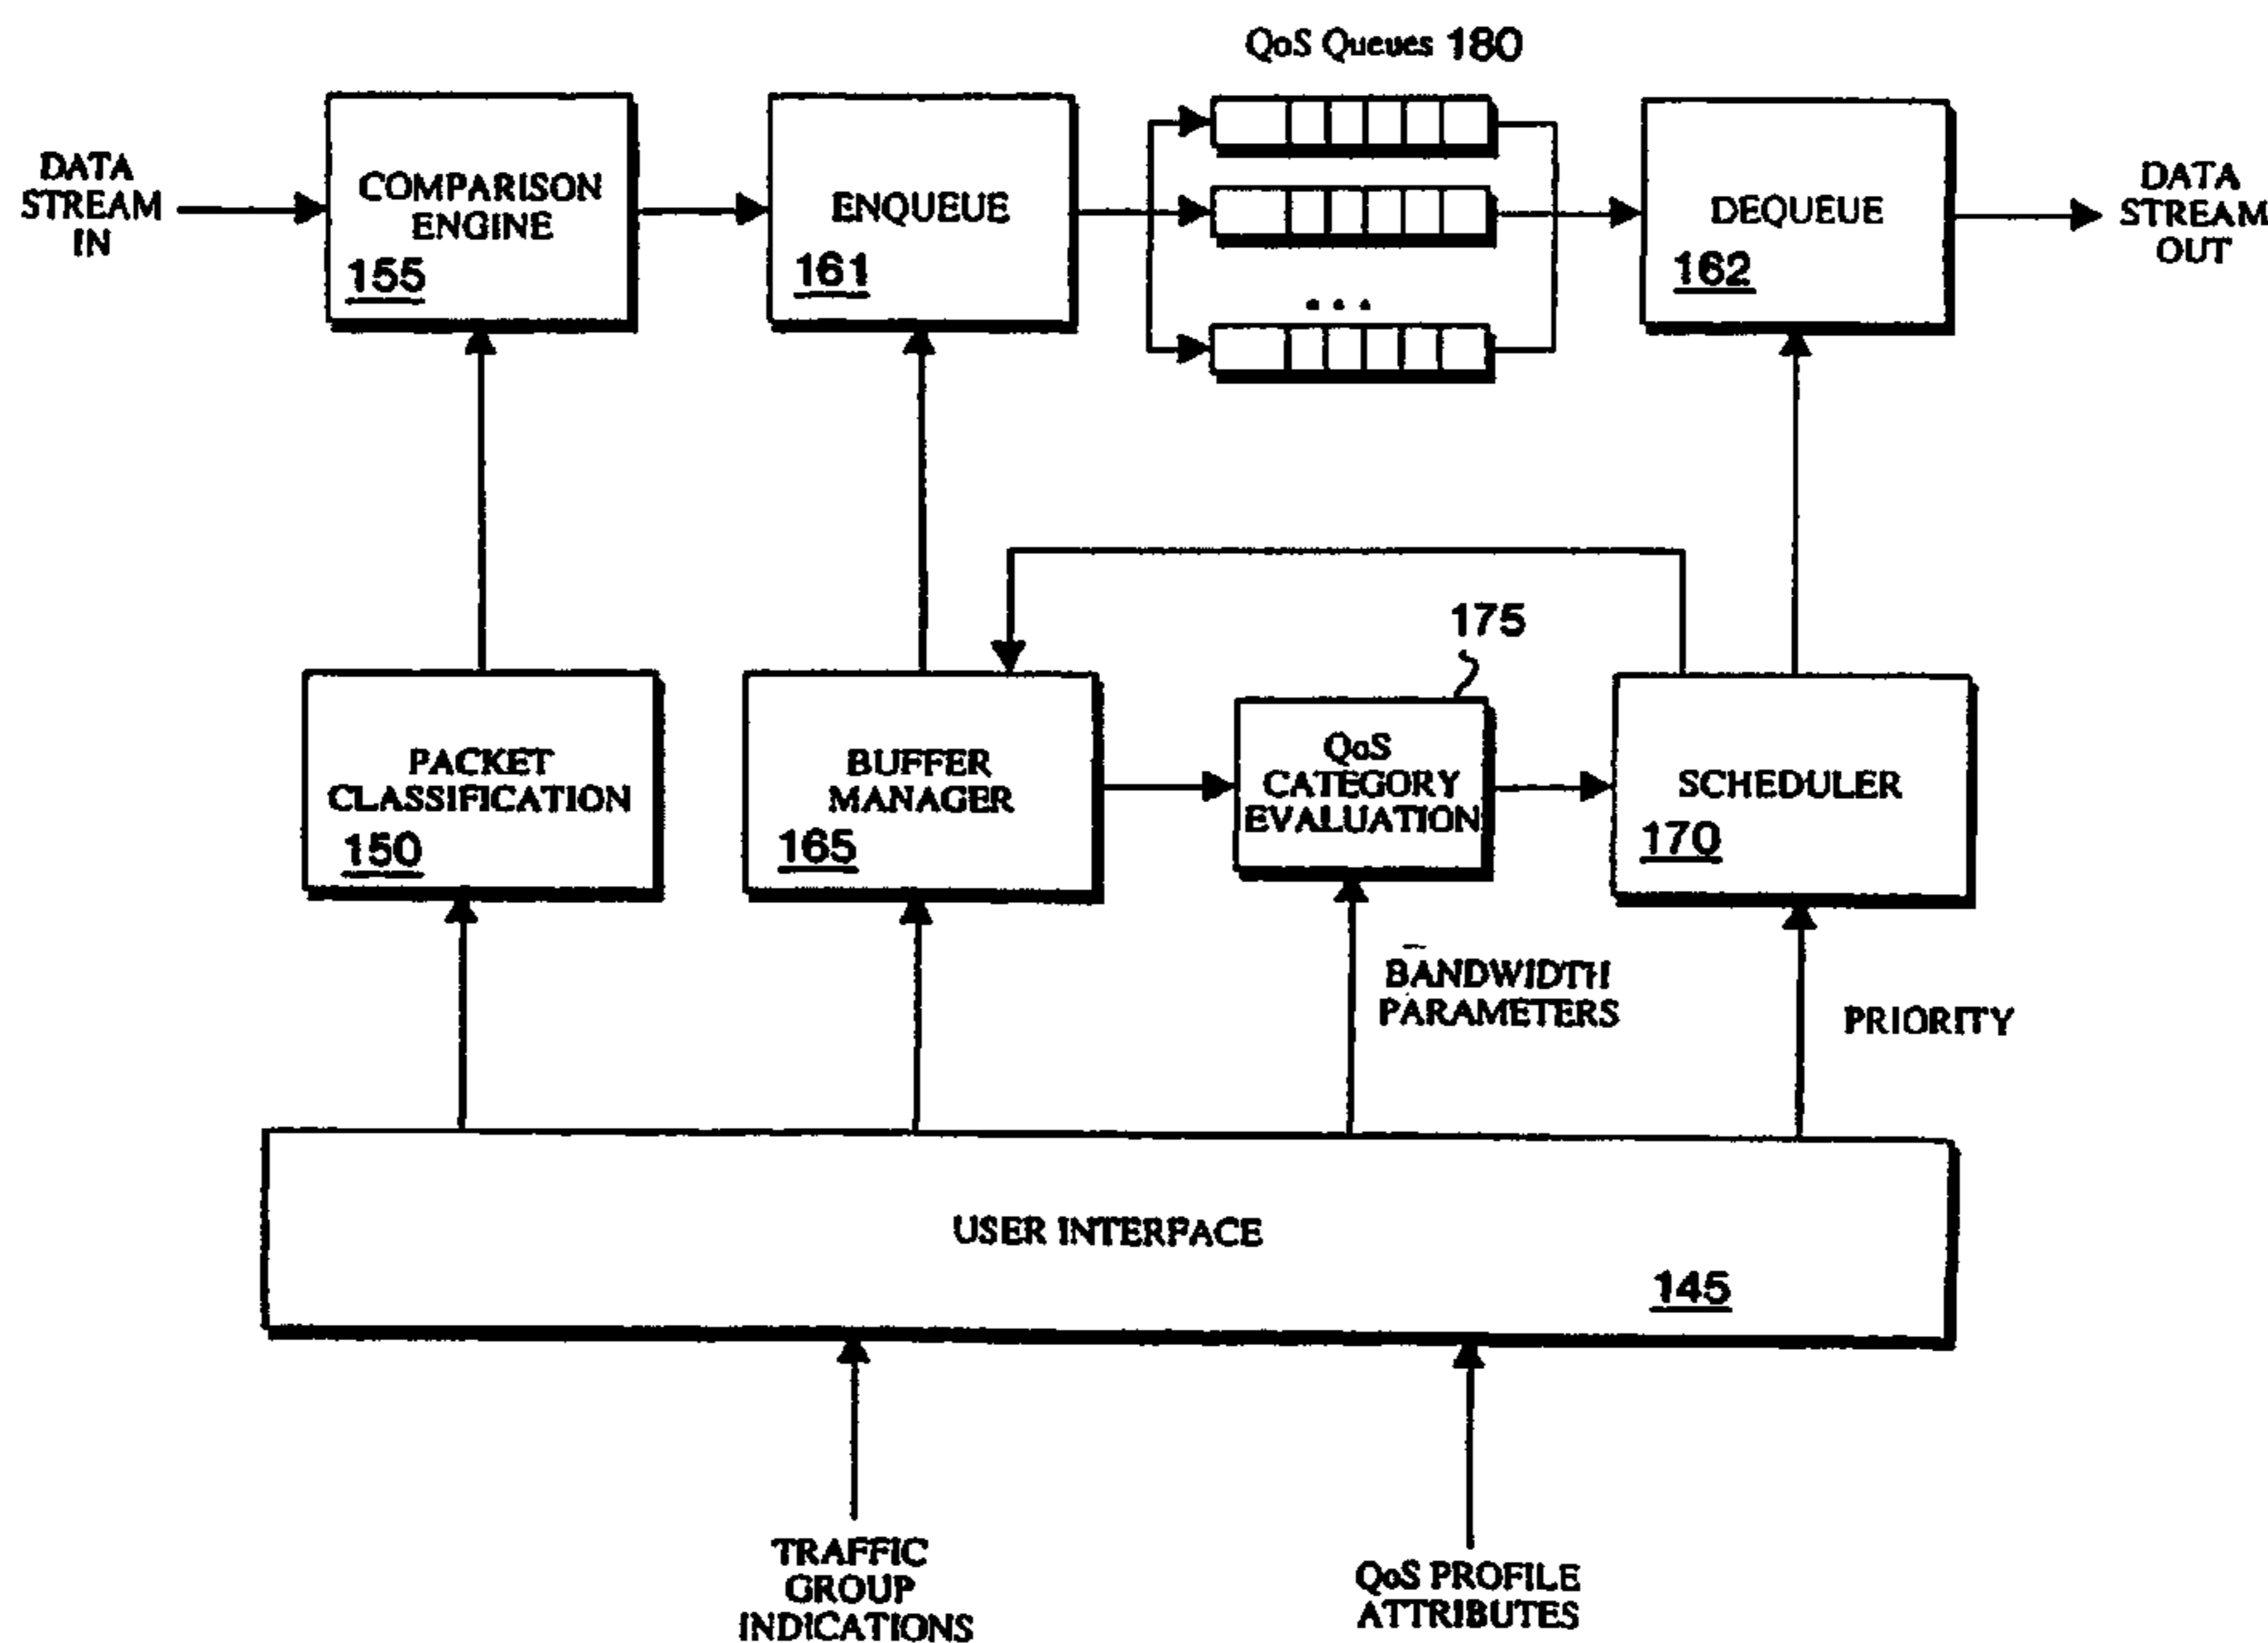 QoS Queues 180
DATA
STREAM
IN
COMPARISON
ENGINE
155
ENQUEUE
161
DEQUEUE
162
DATA
STREAM
OUT
175
PACKET
CLASSIFICATION
150
BUFFER
MANAGER
165
QoS
CATEGORY
EVALUATION
SCHEDULER
170
BANDWIDTH
PARAMETERS
PRIORITY
USER INTERFACE
145
TRAFFIC
GROUP
INDICATIONS
QoS PROFILE
ATTRIBUTES